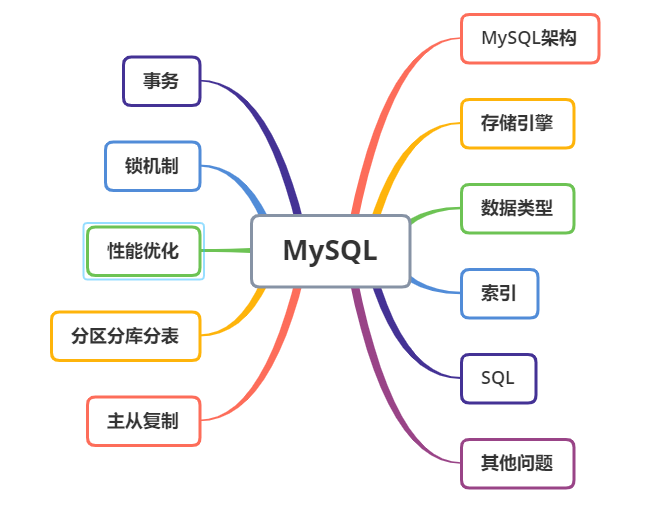 MySQL
MySQL架构
存储引擎
数据类型
索引
SQL
其他问题
事务
锁机制
性能优化
分区分库分表
主从复制